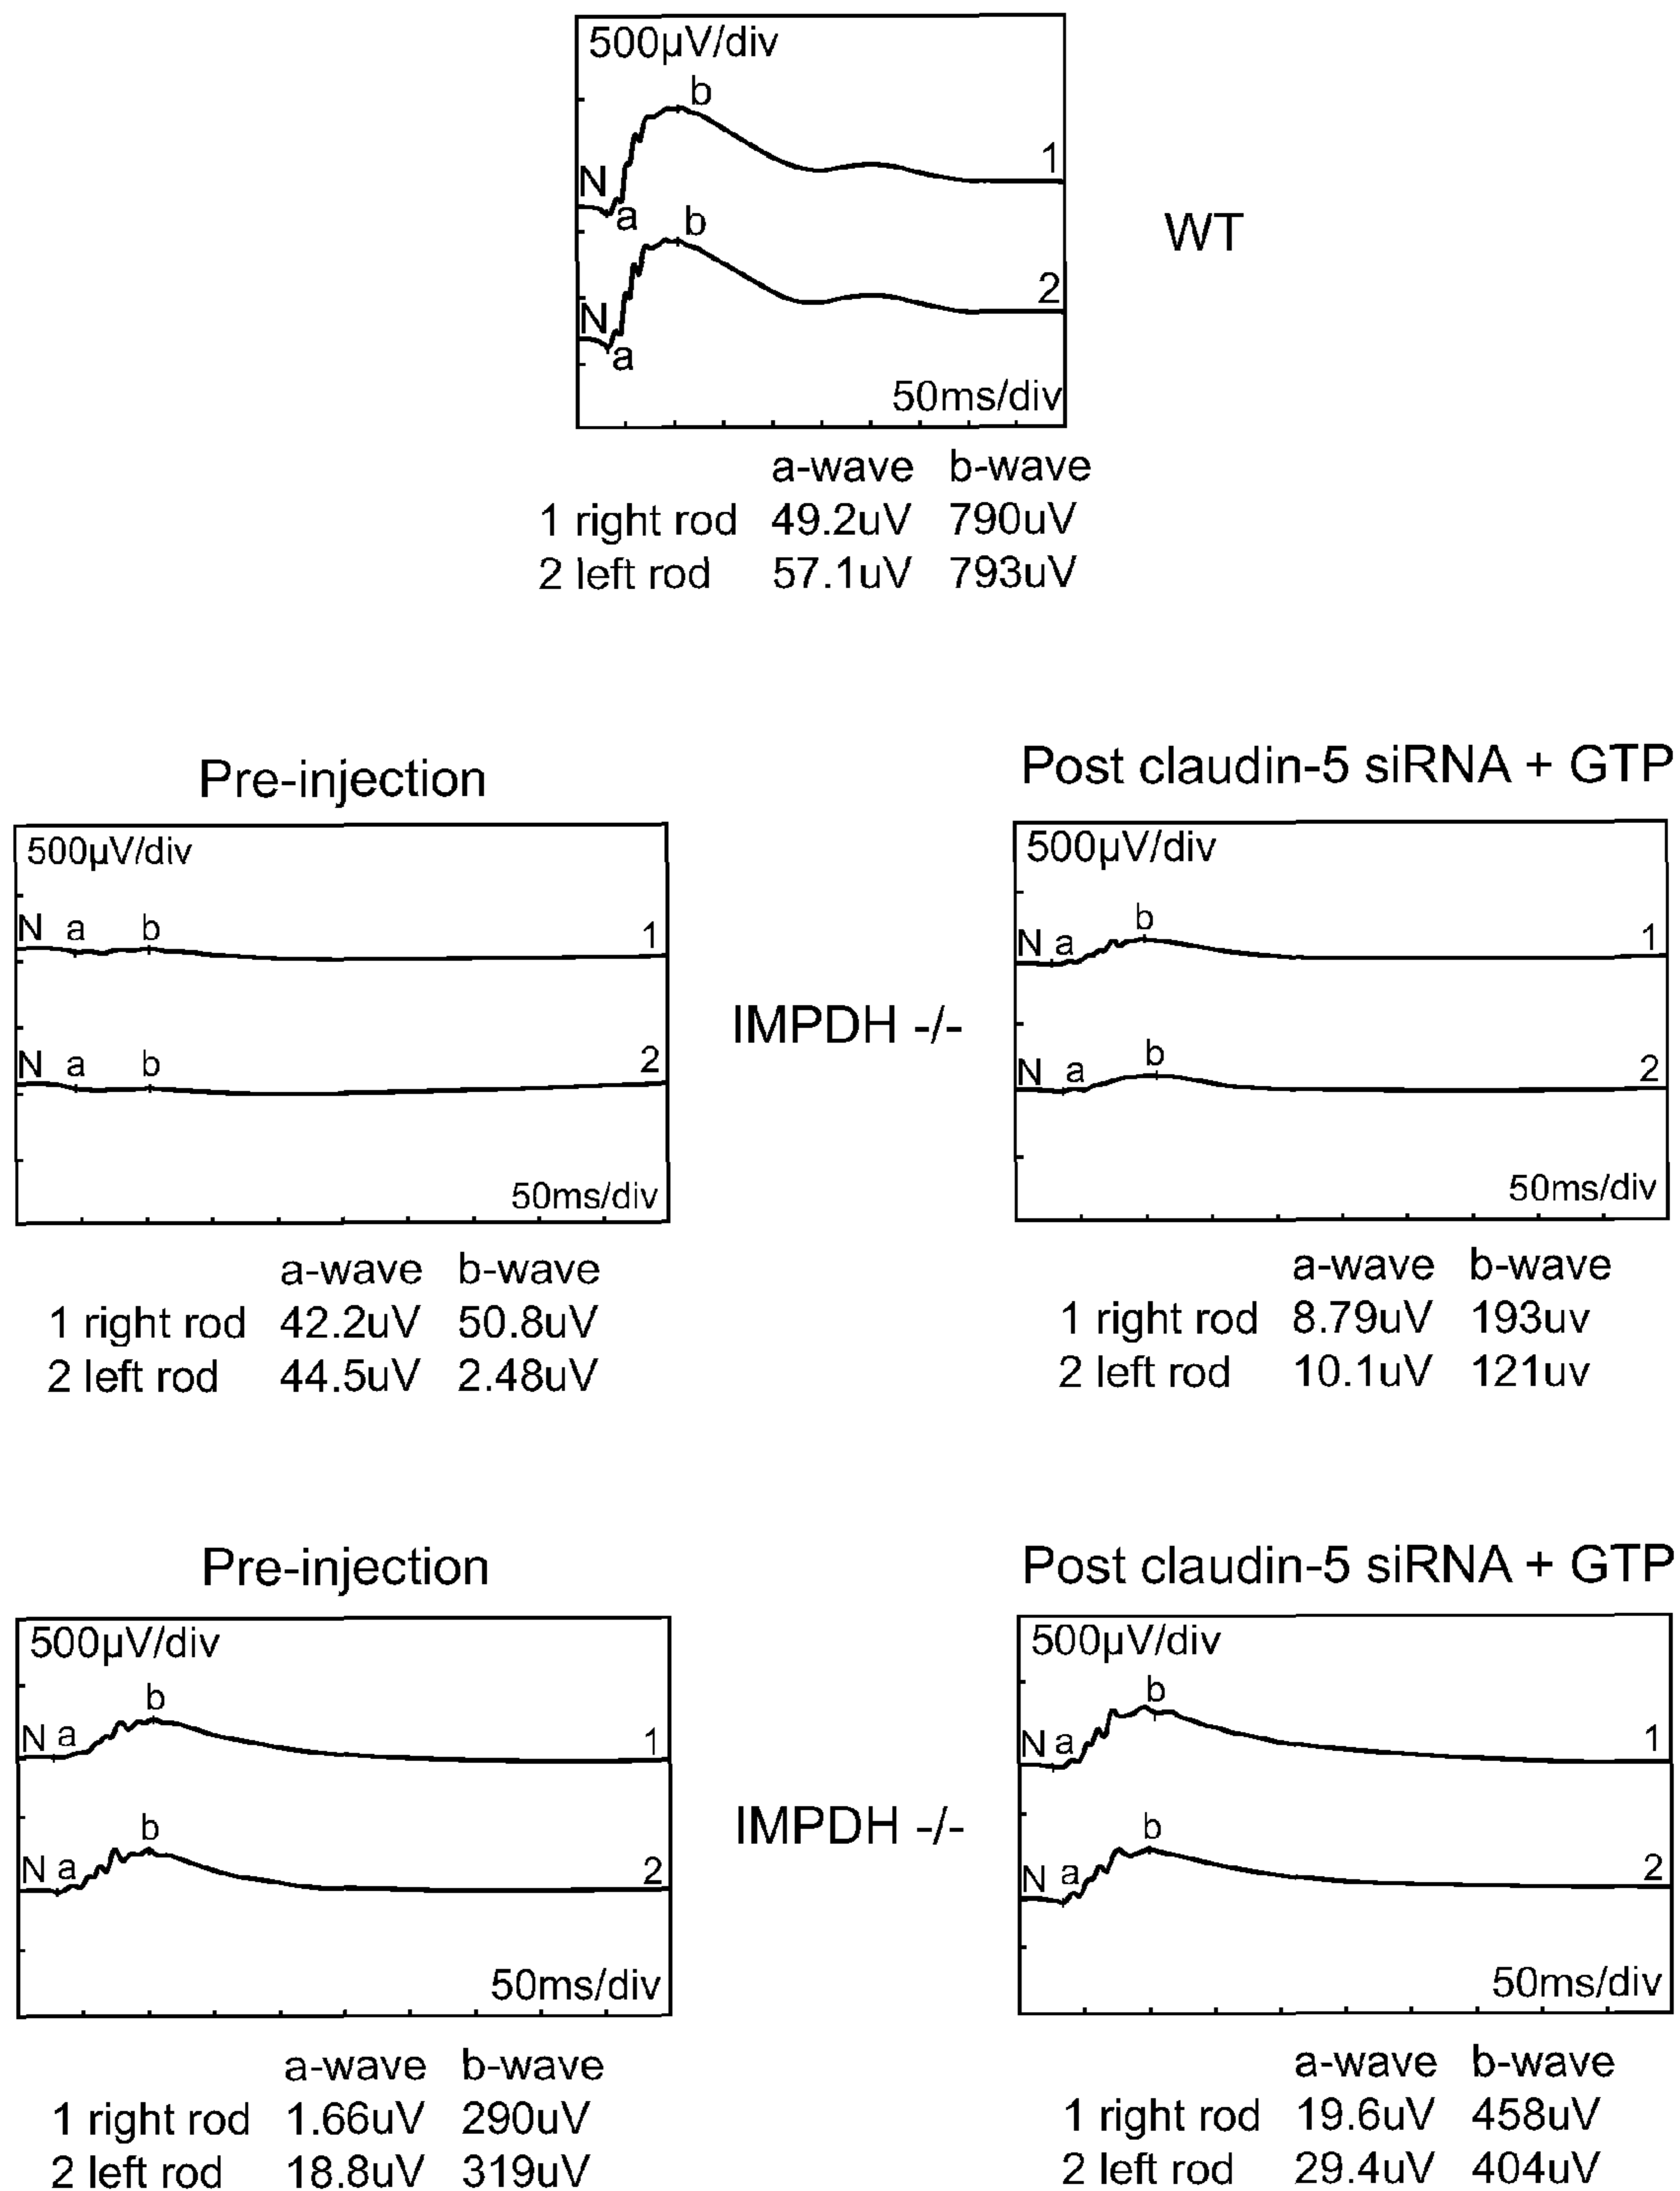 500µV/div
b
1
N
a
b
2
N
a
50ms/div
WT
a-wave b-wave
1 right rod 49.2uV 790uV
2 left rod 57.1uV 793uV
Pre-injection
500µV/div
N a b 1
N a b 2
50ms/div
a-wave b-wave
1 right rod 42.2uV 50.8uV
2 left rod 44.5uV 2.48uV
IMPDH -/-
Post claudin-5 siRNA + GTP
500µV/div
b
N a 1
b
N a 2
50ms/div
a-wave b-wave
1 right rod 8.79uV 193uv
2 left rod 10.1uV 121uv
Pre-injection
500µV/div
b
N a 1
b
N a 2
50ms/div
a-wave b-wave
1 right rod 1.66uV 290uV
2 left rod 18.8uV 319uV
IMPDH -/-
Post claudin-5 siRNA + GTP
500µV/div
b
N a 1
b
N a 2
50ms/div
a-wave b-wave
1 right rod 19.6uV 458uV
2 left rod 29.4uV 404uV